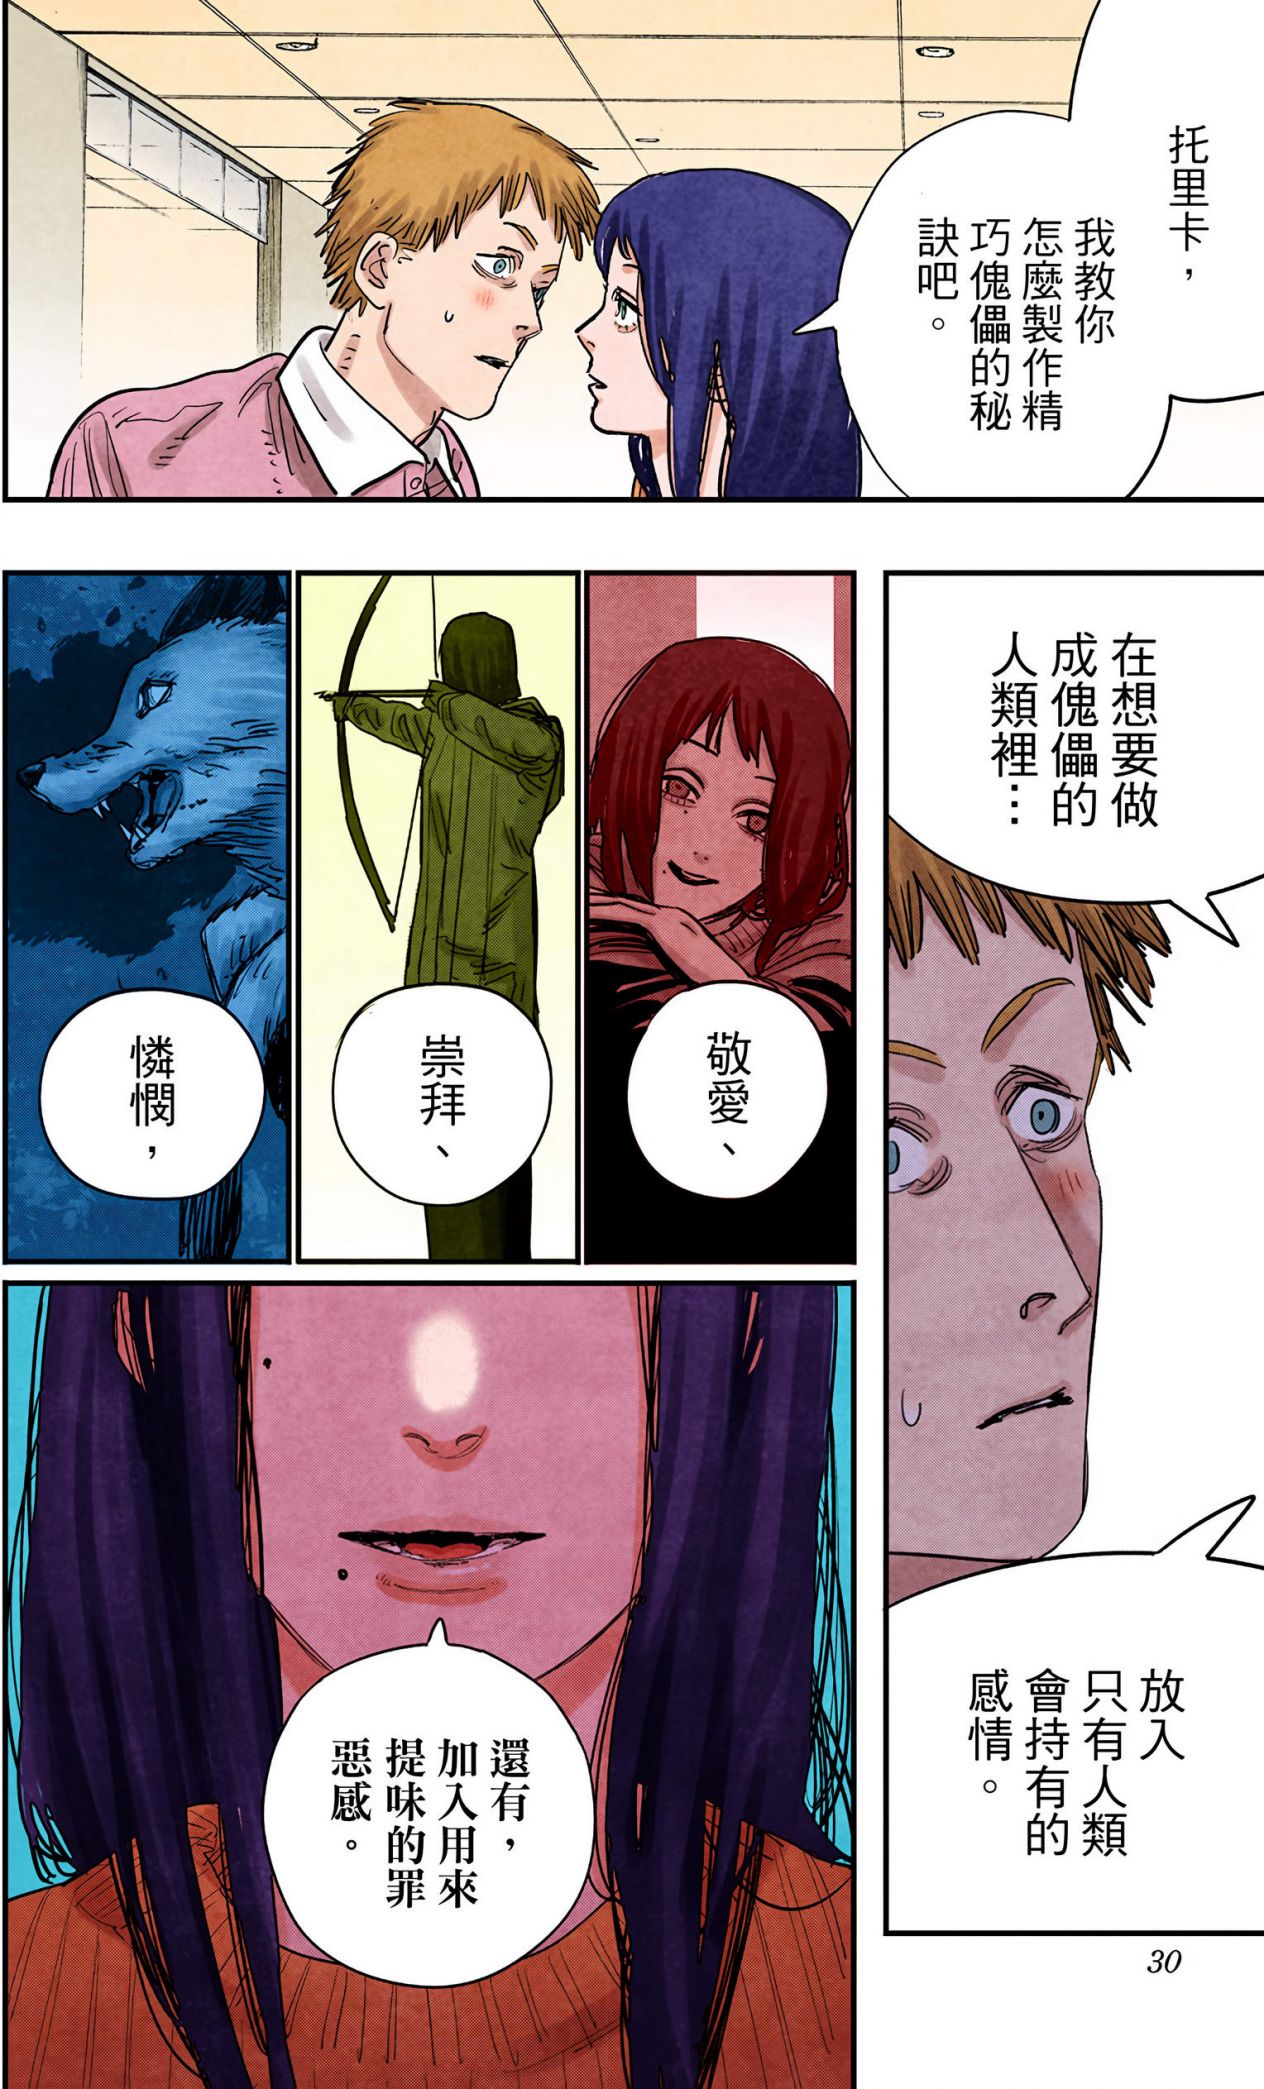 托里卡，
我教你
怎麼製作精
巧傀儡的秘
訣吧。
在想要做
成傀儡的
人類裡⋯
放入
只有人類
會持有的
感情。
敬愛、
崇拜、
憐憫，
還有，
加入用來
提味的罪
惡感。
30